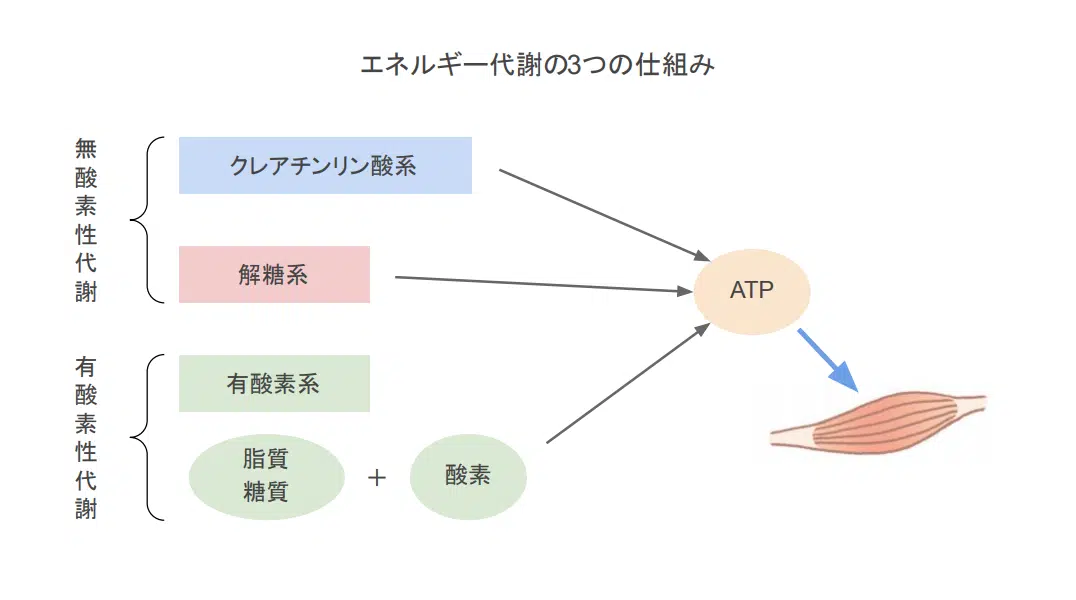 エネルギー代謝の3つの仕組み
無酸素性代謝
クレアチンリン酸系
解糖系
ATP
有酸素性代謝
有酸素系
脂質
糖質
+
酸素